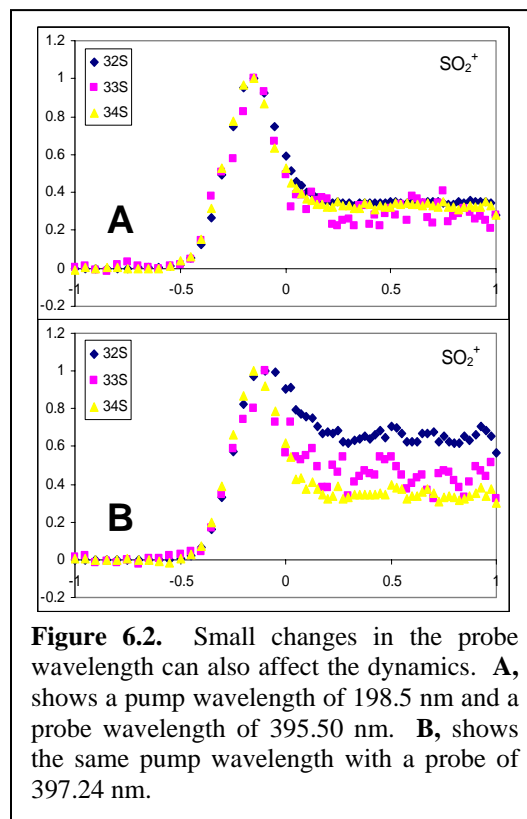 1.2
1
0.8
0.6
0.4
0.2
0
-0.2
32S
33S
34S
SO2+
A
-1 -0.5 0 0.5 1
1.2
1
0.8
0.6
0.4
0.2
0
-0.2
32S
33S
34S
SO2+
B
-1 -0.5 0 0.5 1
Figure 6.2. Small changes in the probe
wavelength can also affect the dynamics. A,
shows a pump wavelength of 198.5 nm and a
probe wavelength of 395.50 nm. B, shows
the same pump wavelength with a probe of
397.24 nm.